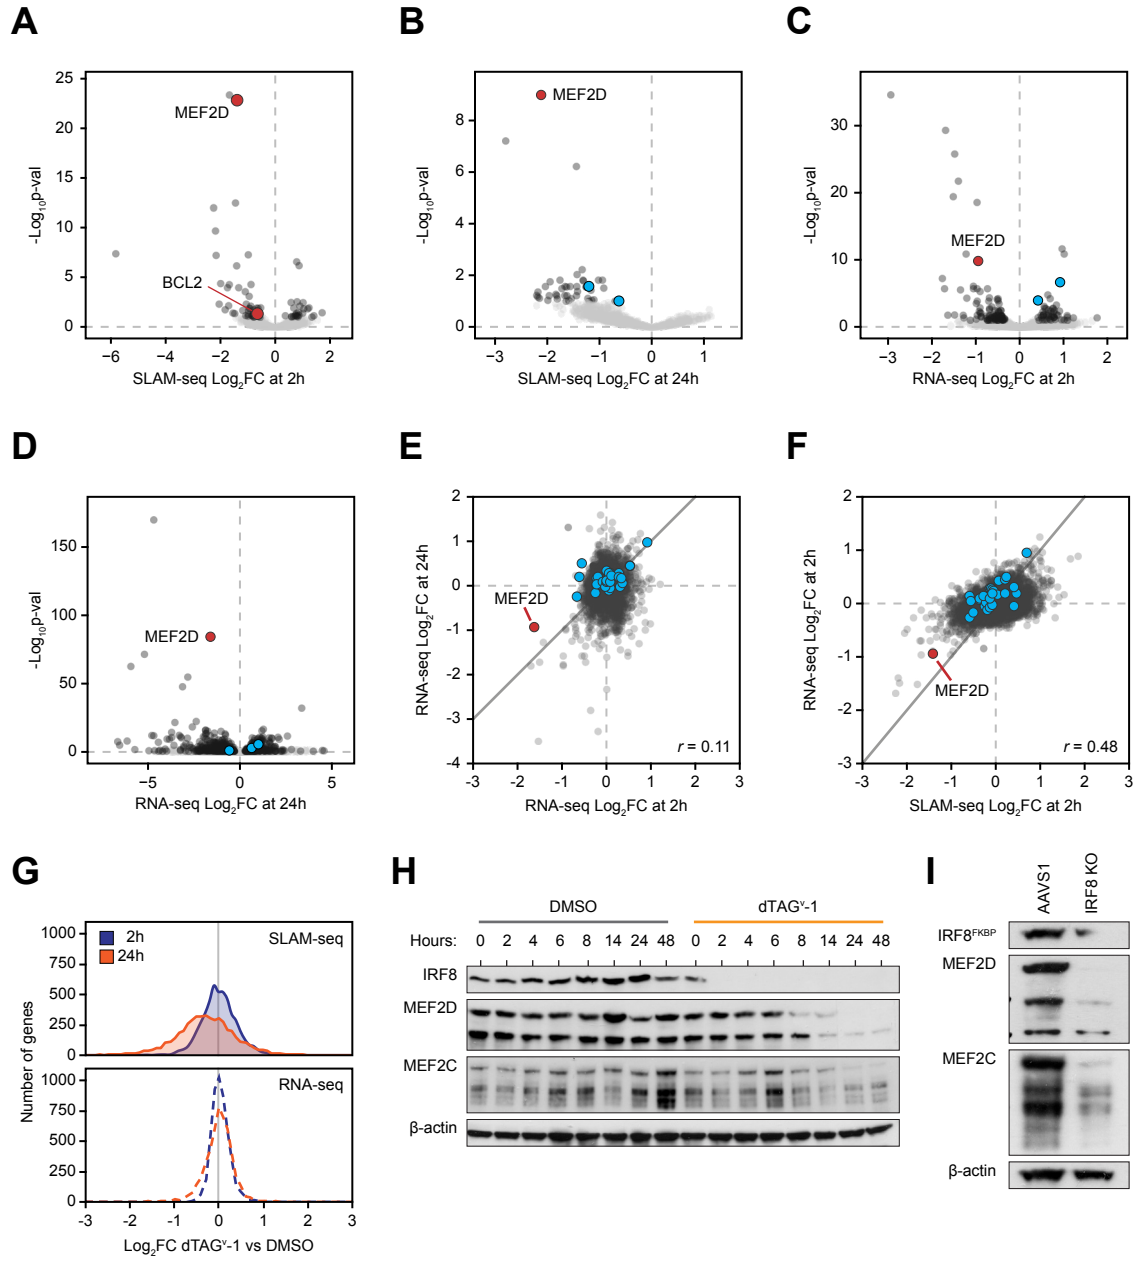 A
B
C
25
20
15
10
5
0
-Log10p-val
MEF2D
BCL2
−6
−4
−2
0
2
SLAM-seq Log2FC at 2h
8
6
4
2
0
-Log10p-val
MEF2D
−3
−2
−1
0
1
SLAM-seq Log2FC at 24h
30
20
10
0
-Log10p-val
MEF2D
−3
−2
−1
0
1
2
RNA-seq Log2FC at 2h
D
E
F
150
100
50
0
-Log10p-val
MEF2D
−5
0
5
RNA-seq Log2FC at 24h
2
1
0
-1
-2
-3
-4
RNA-seq Log2FC at 24h
MEF2D
r = 0.11
-3
-2
-1
0
1
2
3
RNA-seq Log2FC at 2h
2
1
0
-1
-2
-3
RNA-seq Log2FC at 2h
MEF2D
r = 0.48
-3
-2
-1
0
1
2
3
SLAM-seq Log2FC at 2h
G
H
I
1000
750
500
250
0
2h
24h
SLAM-seq
Number of genes
1000
750
500
250
0
RNA-seq
-3
-2
-1
0
1
2
3
Log2FC dTAGv-1 vs DMSO
DMSO
dTAGv-1
Hours:
0 2 4 6 8 14 24 48 0 2 4 6 8 14 24 48
IRF8
MEF2D
MEF2C
β-actin
AAVS1
IRF8 KO
IRF8FKBP
MEF2D
MEF2C
β-actin